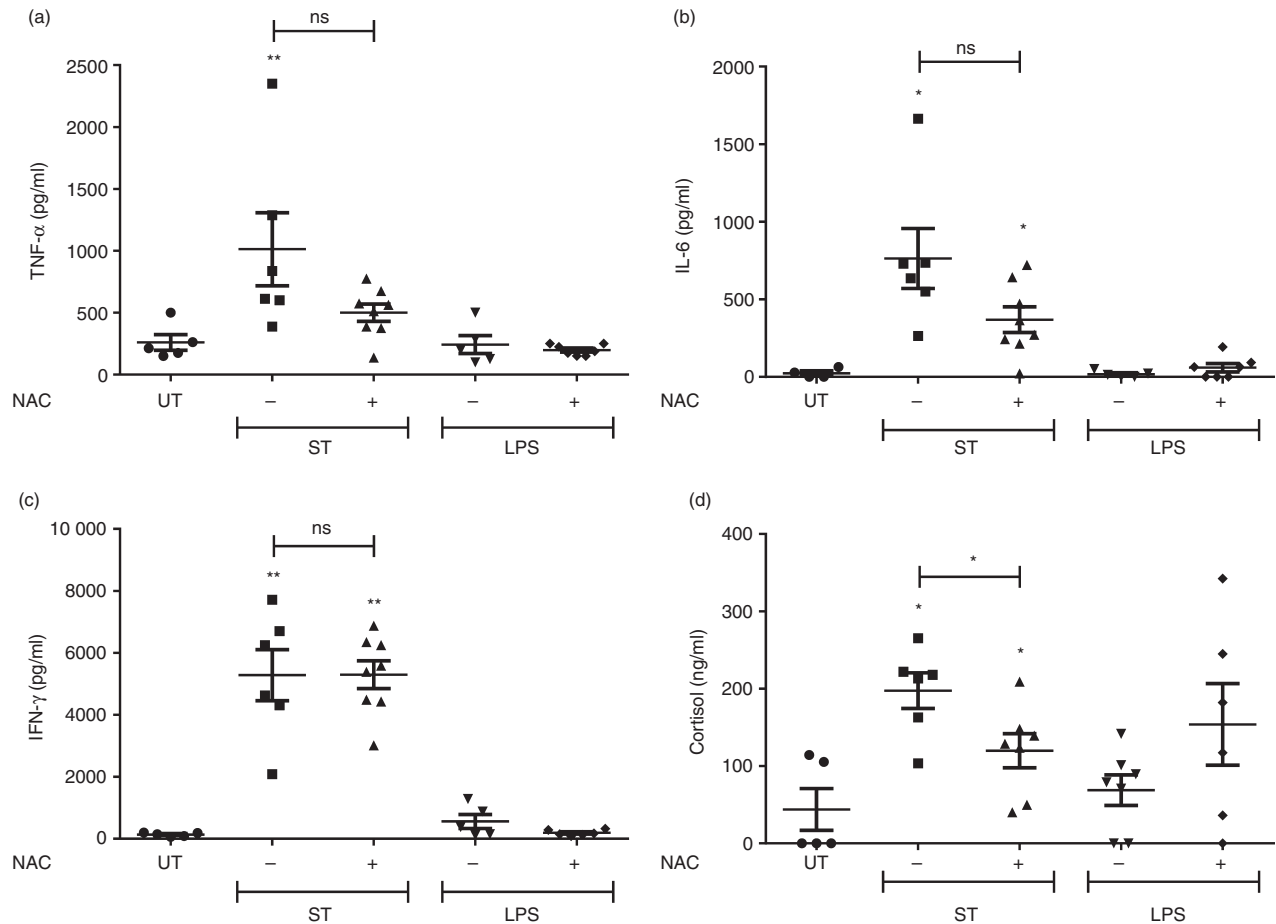 (a)
ns
**
2500
2000
1500
1000
500
0
TNF-α (pg/ml)
NAC UT – + – +
ST LPS
(b)
ns
*
*
2000
1500
1000
500
0
IL-6 (pg/ml)
NAC UT – + – +
ST LPS
(c)
ns
**
**
10 000
8000
6000
4000
2000
0
IFN-γ (pg/ml)
NAC UT – + – +
ST LPS
(d)
*
*
*
400
300
200
100
0
Cortisol (ng/ml)
NAC UT – + – +
ST LPS